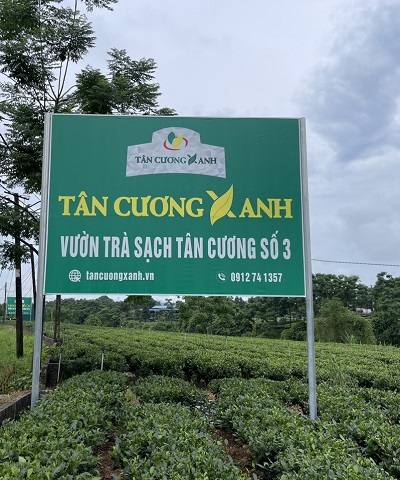 TÂN CƯƠNG XANH
TÂN CƯƠNG XANH
VƯỜN TRÀ SẠCH TÂN CƯƠNG SỐ 3
tancuongxanh.vn
0912 74 1357